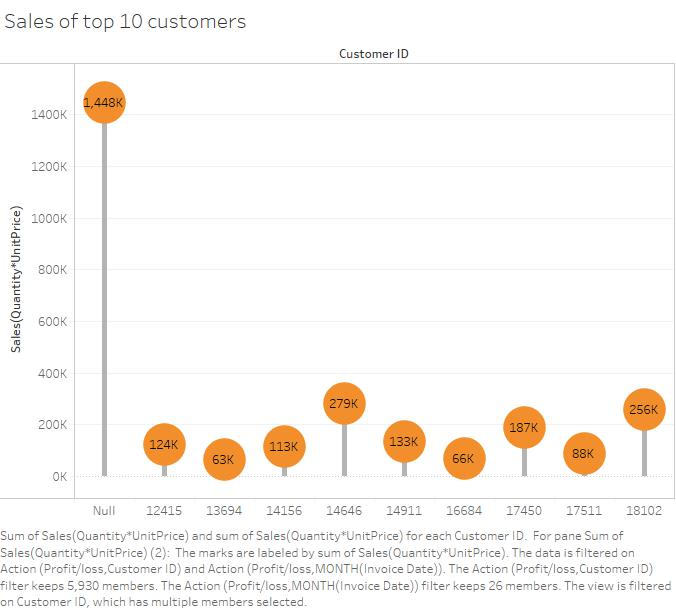 Sales of top 10 customers
Customer ID
Sales(Quantity*UnitPrice)
1400K
1200K
1000K
800K
600K
400K
200K
0K
1,448K
124K
63K
113K
279K
133K
66K
187K
88K
256K
Null 12415 13694 14156 14646 14911 16684 17450 17511 18102
Sum of Sales(Quantity*UnitPrice) and sum of Sales(Quantity*UnitPrice) for each Customer ID.  For pane Sum of
Sales(Quantity*UnitPrice) (2):  The marks are labeled by sum of Sales(Quantity*UnitPrice). The data is filtered on
Action (Profit/loss,Customer ID) and Action (Profit/loss,MONTH(Invoice Date)). The Action (Profit/loss,Customer ID)
filter keeps 5,930 members. The Action (Profit/loss,MONTH(Invoice Date)) filter keeps 26 members. The view is filtered
on Customer ID, which has multiple members selected.